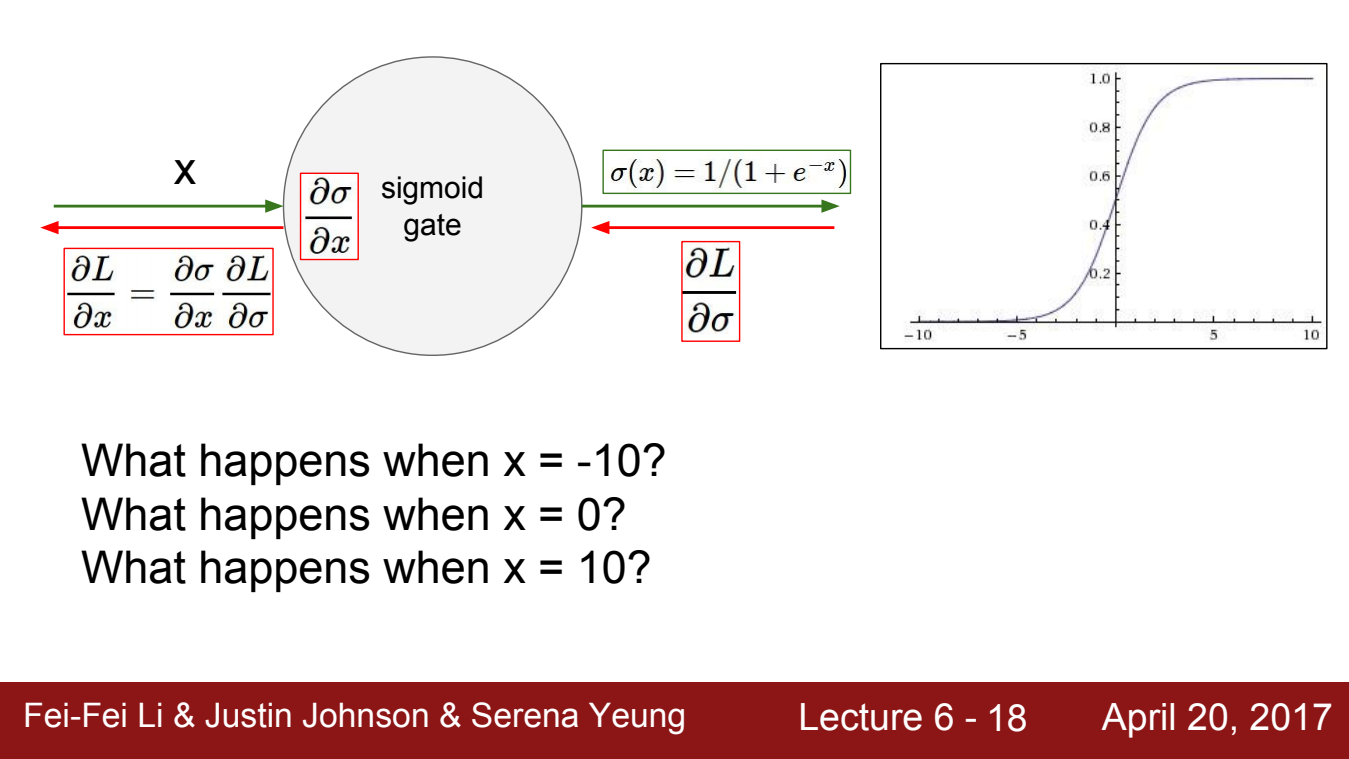 x
∂σ/∂x
sigmoid
gate
σ(x) = 1/(1 + e^{−x})
∂L/∂x = ∂σ/∂x ∂L/∂σ
∂L/∂σ
1.0
0.8
0.6
0.4
0.2
−10 −5 5 10
What happens when x = -10?
What happens when x = 0?
What happens when x = 10?
Fei-Fei Li & Justin Johnson & Serena Yeung Lecture 6 - 18 April 20, 2017